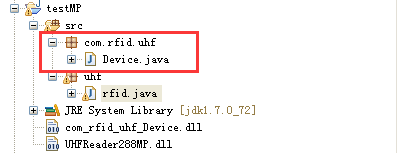 testMP
src
com.rfid.uhf
Device.java
uhf
rfid.java
JRE System Library [jdk1.7.0_72]
com_rfid_uhf_Device.dll
UHFReader288MP.dll